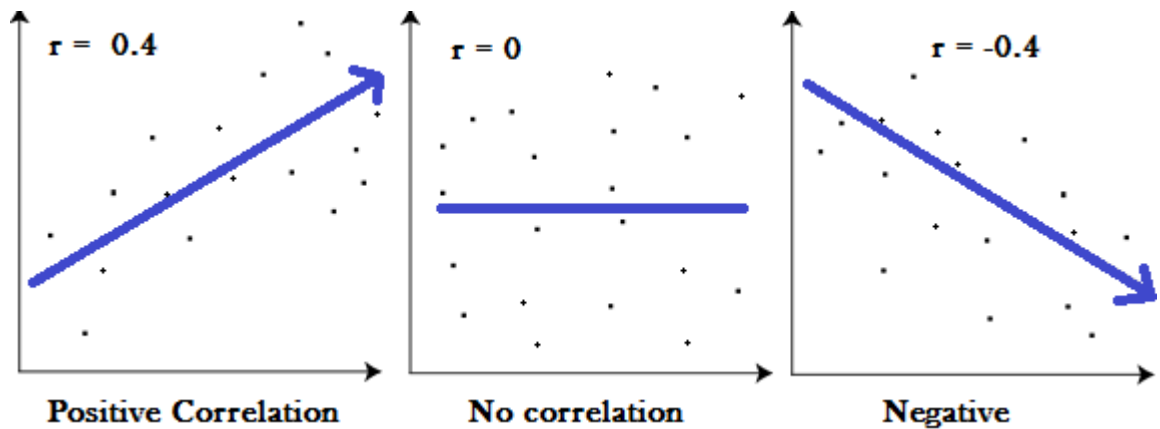 r = 0.4
r = 0
r = -0.4
Positive Correlation
No correlation
Negative